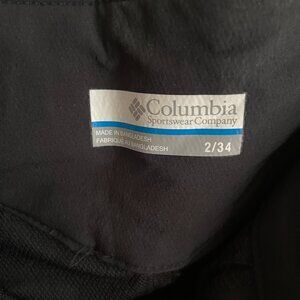 Columbia
Sportswear Company
MADE IN BANGLADESH
FABRIQUÉ AU BANGLADESH
2/34